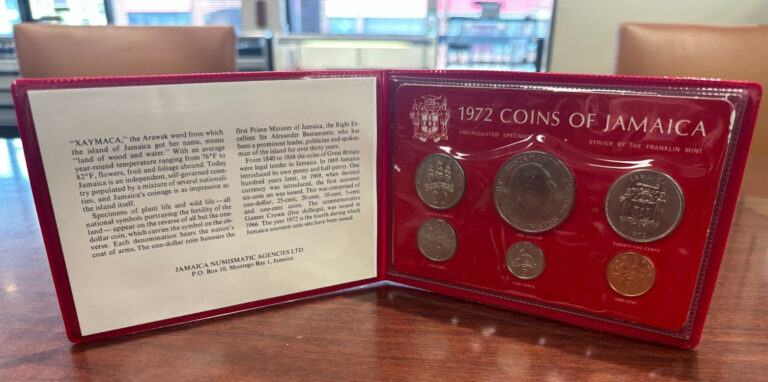 "XAYMACA," the Arawak word from which
the island of Jamaica got her name, means
"land of wood and water." With an average
year-round temperature ranging from 76°F to
82°F, flowers, fruit and foliage abound. Today
Jamaica is an independent, self-governed coun-
try populated by a mixture of several nationali-
ties, and Jamaica's coinage is as impressive as
the island itself.
Specimens of plant life and wild life—all
national symbols portraying the fertility of the
land—appear on the reverse of all but the one-
dollar coin, which carries the symbol on the ob-
verse. Each denomination bears the nation's
coat of arms. The one-dollar coin honours the
first Prime Minister of Jamaica, the Right Ex-
cellent Sir Alexander Bustamante, who has
been a prominent leader, politician and spokes-
man of the island for over thirty years.
From 1840 to 1868 the coins of Great Britain
were legal tender in Jamaica. In 1869 Jamaica
introduced its own penny and half-penny. One
hundred years later, in 1969, when decimal
currency was introduced, the first souvenir
six-coin set was issued. This was comprised of
one-dollar, 25-cent, 20-cent, 10-cent, 5-cent
and one-cent coins. The commemorative
Games Crown, (five shillings), was issued in
1966. The year 1972 is the fourth during which
Jamaica souvenir coin sets have been issued.
JAMAICA NUMISMATIC AGENCIES LTD.
P.O. Box 10, Montego Bay 1, Jamaica
1972 COINS OF JAMAICA
UNCIRCULATED SPECIMENS
STRUCK BY THE FRANKLIN MINT
20
TWENTY CENTS
ONE DOLLAR
1972
TWENTY FIVE CENTS
TEN CENTS
FIVE CENTS
ONE CENT